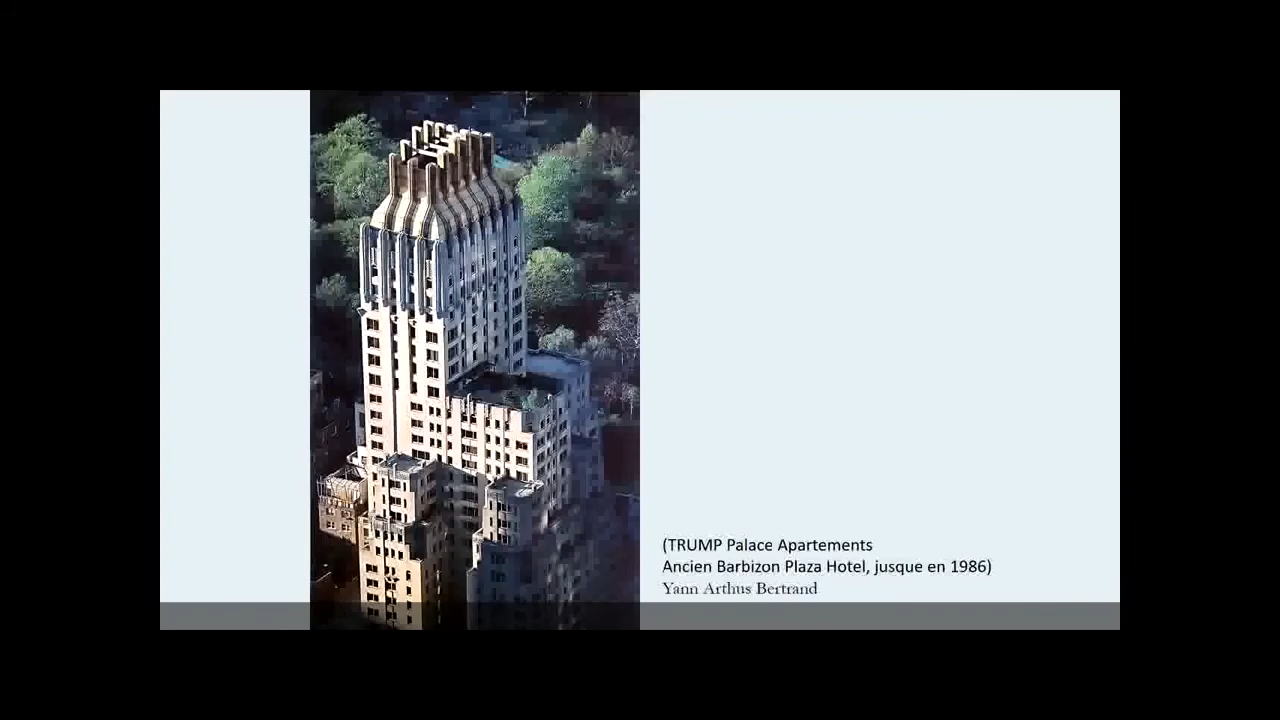 (TRUMP Palace Apartements
Ancien Barbizon Plaza Hotel, jusque en 1986)
Yann Arthus Bertrand